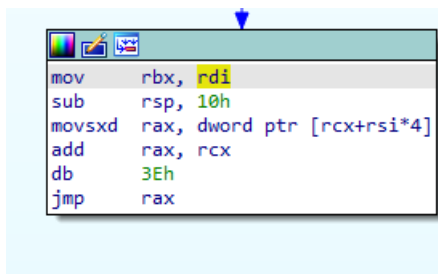 mov rbx, rdi
sub rsp, 10h
movsxd rax, dword ptr [rcx+rsi*4]
add rax, rcx
db 3Eh
jmp rax